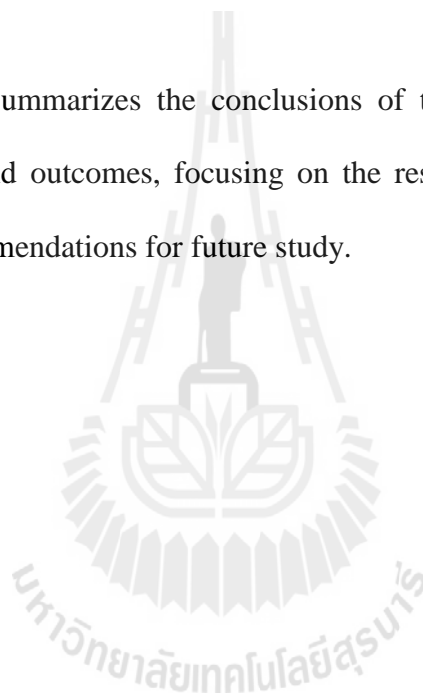 ummarizes the conclusions of t
d outcomes, focusing on the res
mendations for future study.
มหาวิทยาลัยเทคโนโลยีสุรนารี